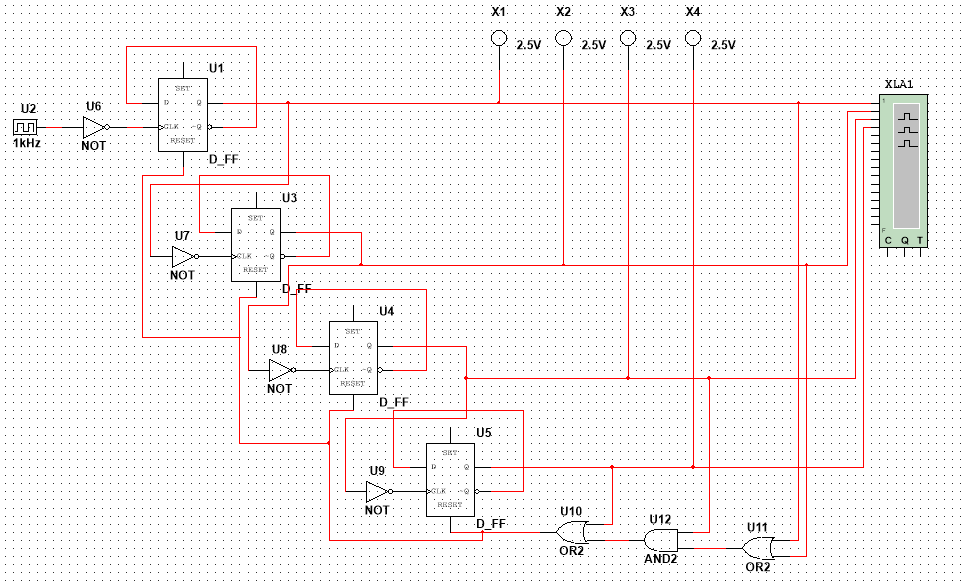 X1 X2 X3 X4
2.5V 2.5V 2.5V 2.5V
U1
XLA1
SET
U2 U6
D Q
1
CLK ~Q
1kHz NOT
RESET
D_FF
U3
SET
F
U7
D Q
C Q T
CLK ~Q
NOT
RESET
D_FF
U4
SET
U8
D Q
CLK ~Q
NOT
RESET
D_FF
U5
SET
U9
D Q
CLK ~Q
NOT
RESET
D_FF
U10 U12 U11
OR2 AND2 OR2